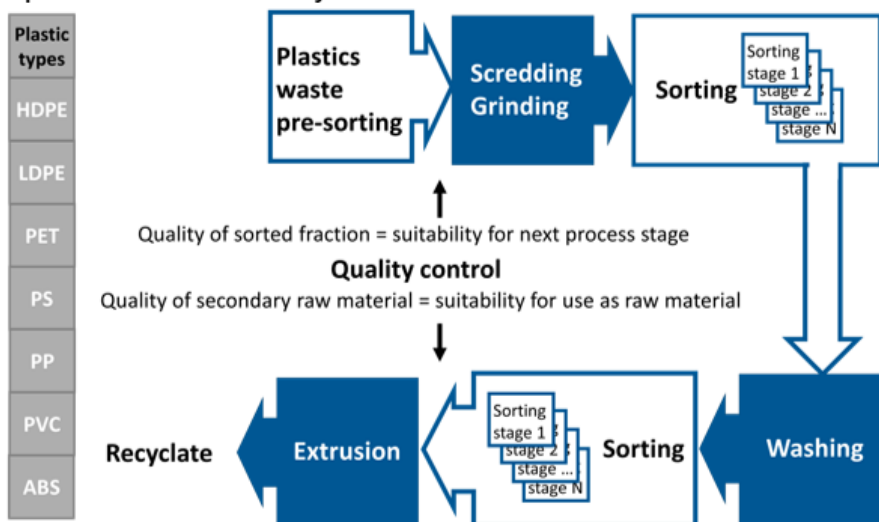 Plastic
types
HDPE
LDPE
PET
PS
PP
PVC
ABS
Plastics
waste
pre-sorting
Scredding
Grinding
Sorting
Sorting
stage 1
stage 2
stage ...
stage N
Quality of sorted fraction = suitability for next process stage
Quality control
Quality of secondary raw material = suitability for use as raw material
Recyclate
Extrusion
Sorting
stage 1
stage 2
stage ...
stage N
Sorting
Washing